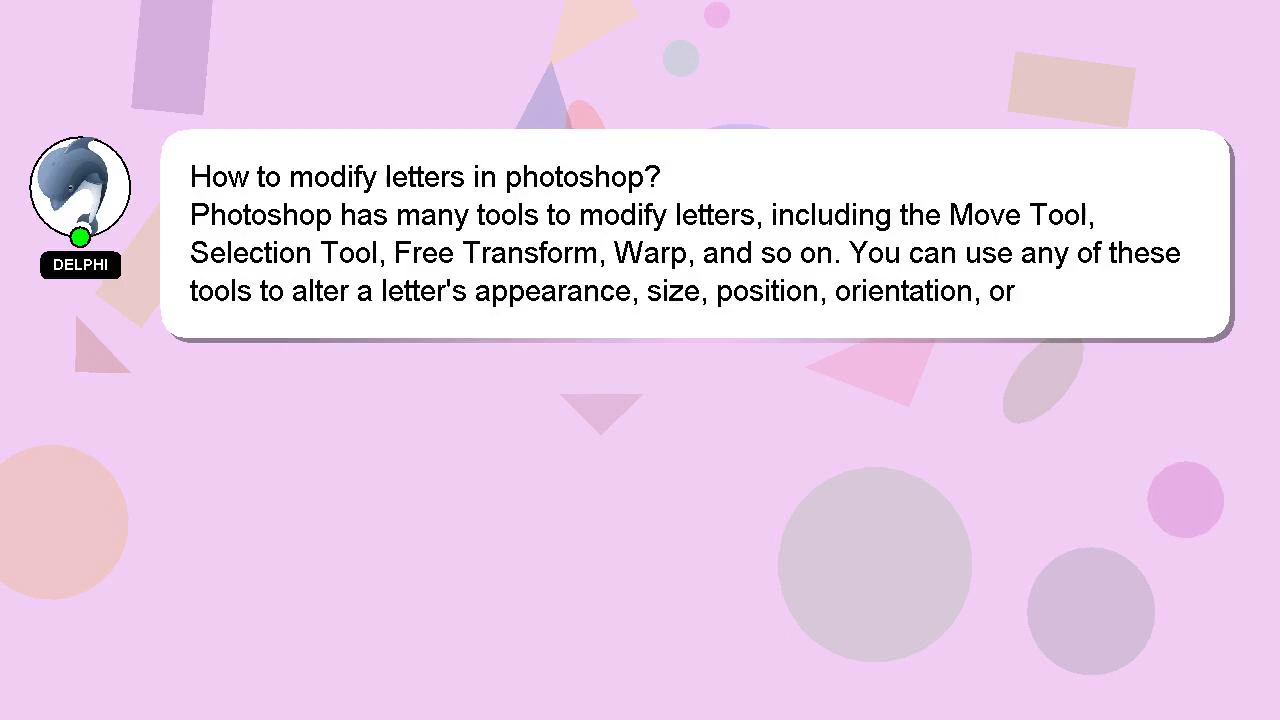 How to modify letters in photoshop?
Photoshop has many tools to modify letters, including the Move Tool,
Selection Tool, Free Transform, Warp, and so on. You can use any of these
tools to alter a letter's appearance, size, position, orientation, or
DELPHI